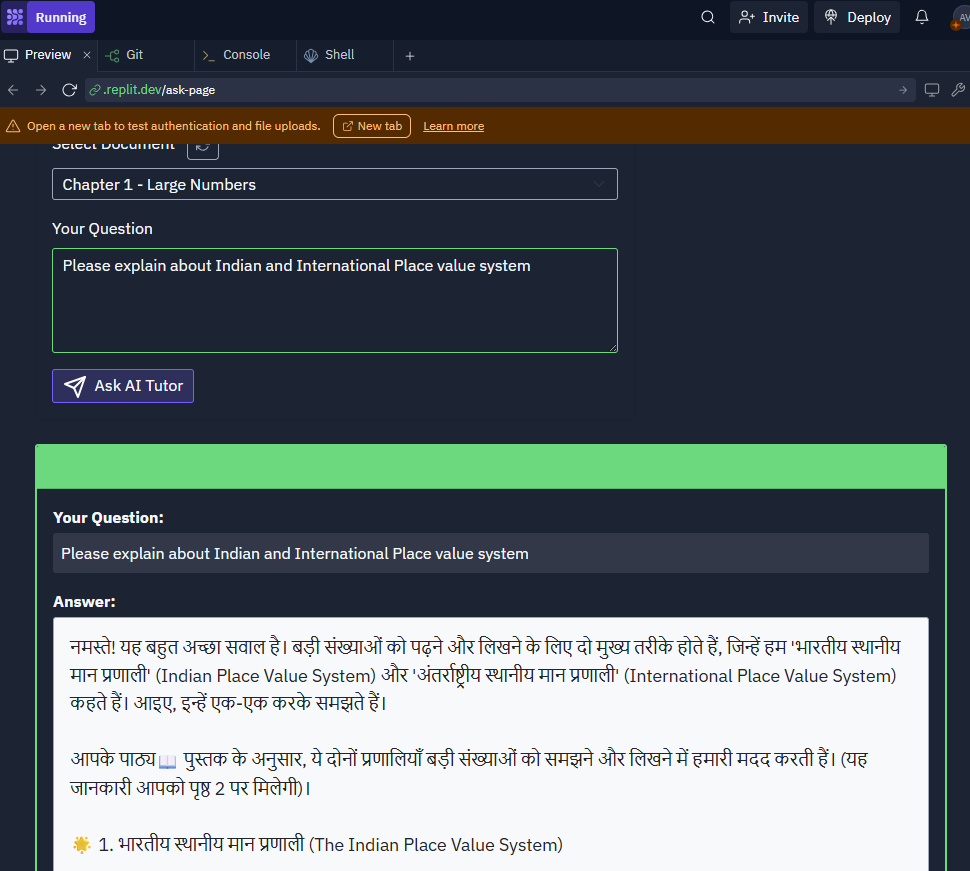 Running
Invite
Deploy
AV
Preview
Git
Console
Shell
.replit.dev/ask-page
Open a new tab to test authentication and file uploads.
New tab
Learn more
Select Document
Chapter 1 - Large Numbers
Your Question
Please explain about Indian and International Place value system
Ask AI Tutor
Your Question:
Please explain about Indian and International Place value system
Answer:
नमस्ते! यह बहुत अच्छा सवाल है। बड़ी संख्याओं को पढ़ने और लिखने के लिए दो मुख्य तरीके होते हैं, जिन्हें हम 'भारतीय स्थानीय
मान प्रणाली' (Indian Place Value System) और 'अंतर्राष्ट्रीय स्थानीय मान प्रणाली' (International Place Value System)
कहते हैं। आइए, इन्हें एक-एक करके समझते हैं।
आपके पाठ्य📖 पुस्तक के अनुसार, ये दोनों प्रणालियाँ बड़ी संख्याओं को समझने और लिखने में हमारी मदद करती हैं। (यह
जानकारी आपको पृष्ठ 2 पर मिलेगी)।
🌟 1. भारतीय स्थानीय मान प्रणाली (The Indian Place Value System)